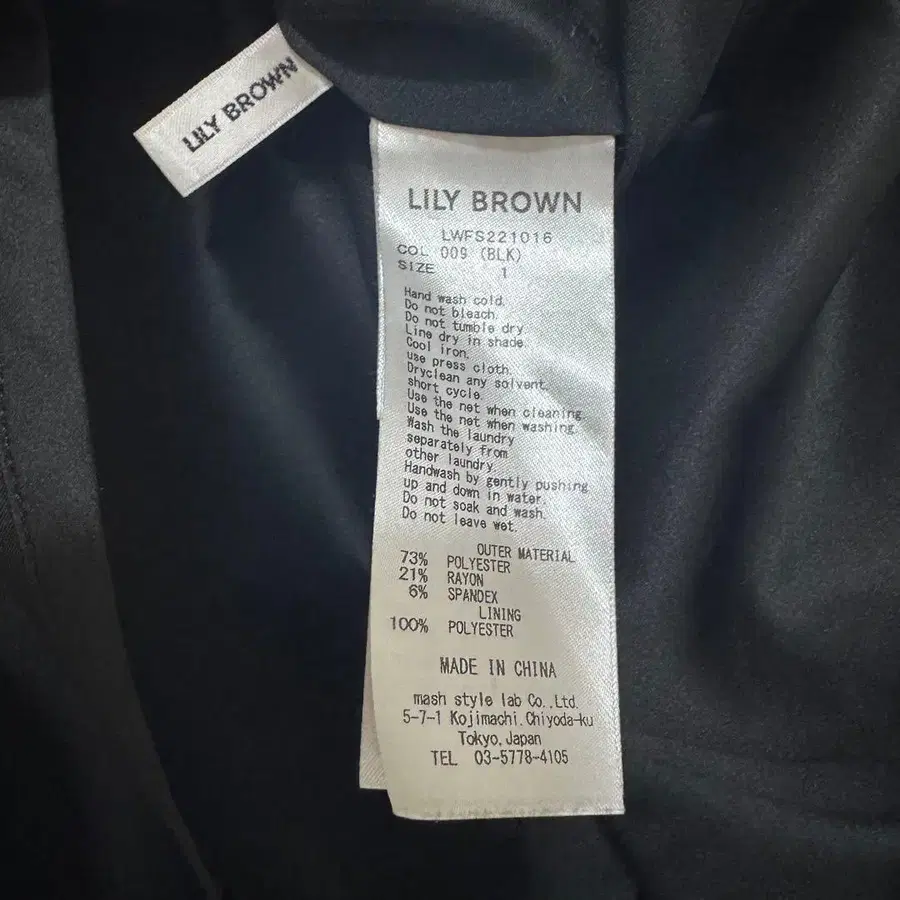 LILY BROWN
LILY BROWN
LWFS221016
COL 009 (BLK)
SIZE 1
Hand wash cold.
Do not bleach.
Do not tumble dry
Line dry in shade
Cool iron.
use press cloth.
Dryclean any solvent.
short cycle
Use the net when cleaning.
Use the net when washing.
Wash the laundry
separately from
other laundry.
Handwash by gently pushing
up and down in water.
Do not soak and wash.
Do not leave wet.
OUTER MATERIAL
73% POLYESTER
21% RAYON
6% SPANDEX
LINING
100% POLYESTER
MADE IN CHINA
mash style lab Co.,Ltd.
5-7-1 Kojimachi.Chiyoda-ku
Tokyo,Japan
TEL 03-5778-4105